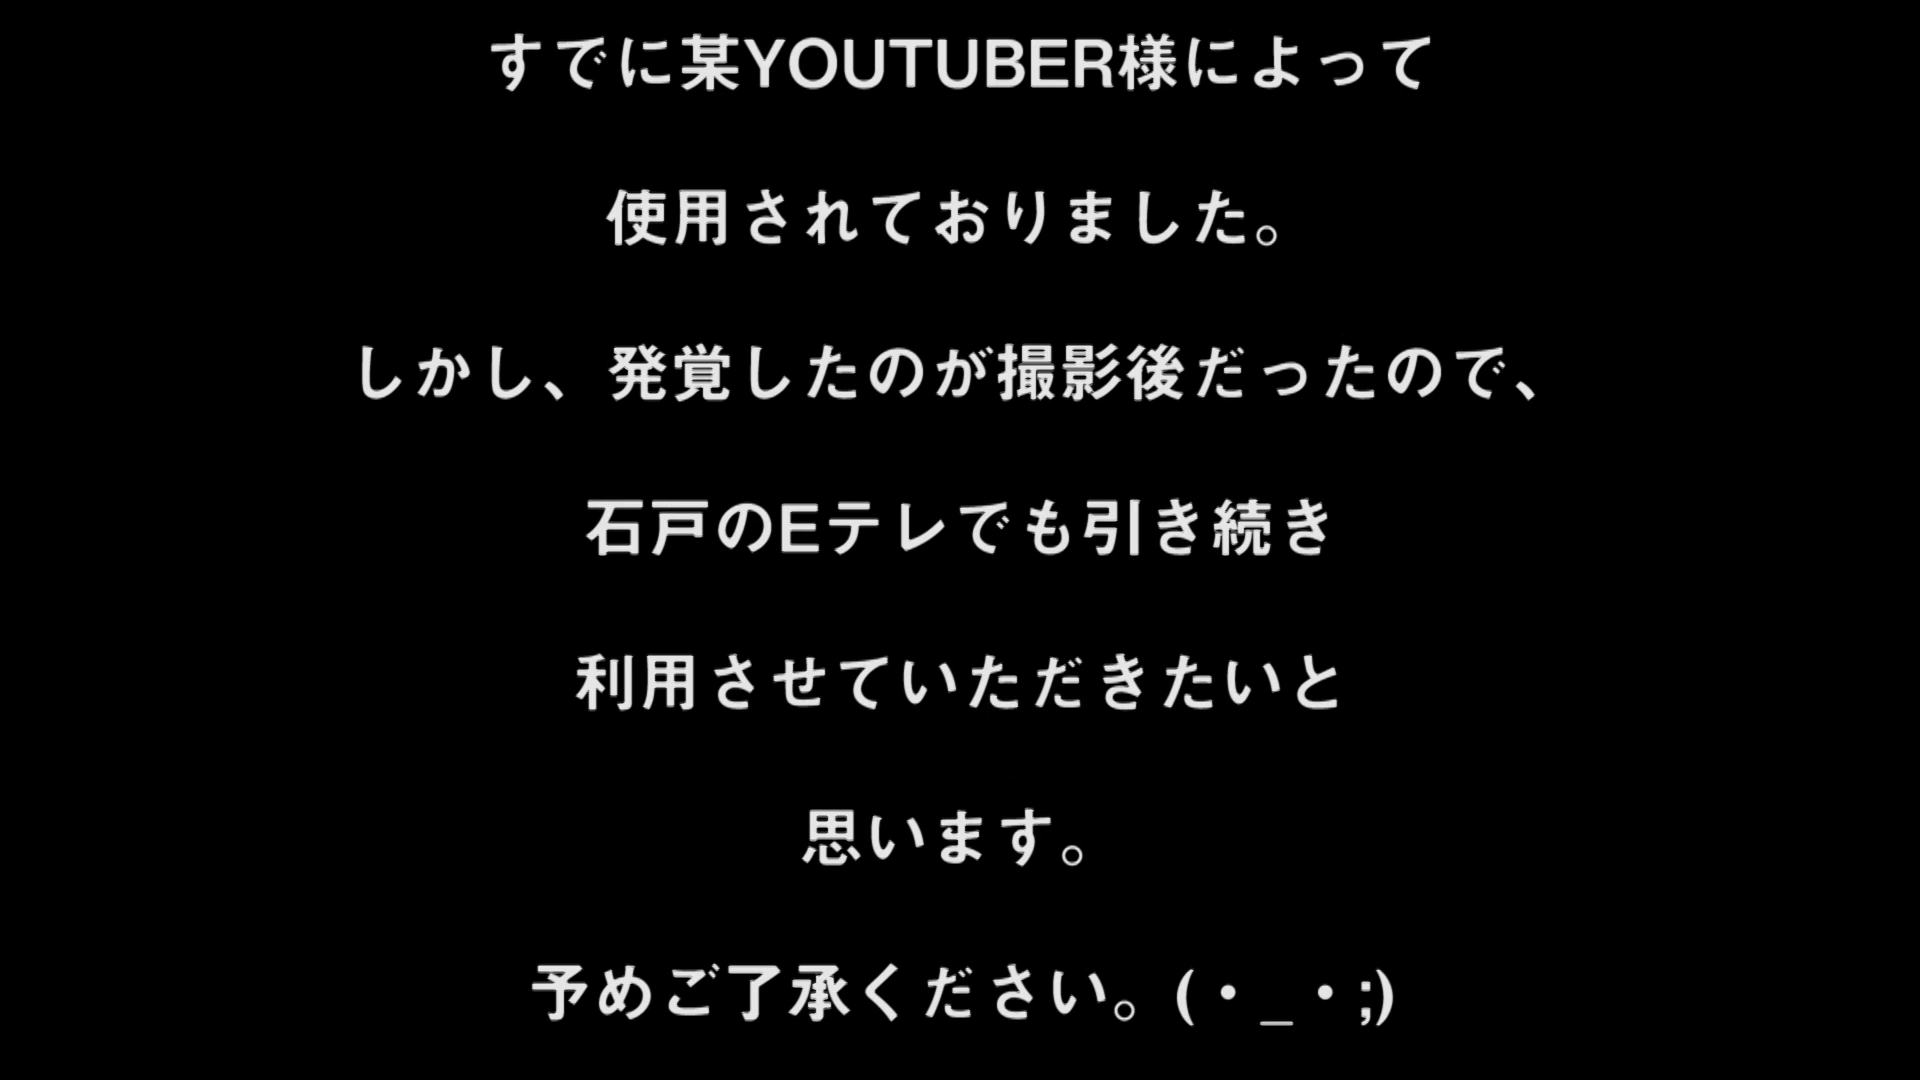 すでに某YOUTUBER様によって
使用されておりました。
しかし、発覚したのが撮影後だったので、
石戸のEテレでも引き続き
利用させていただきたいと
思います。
予めご了承ください。(・_・;)